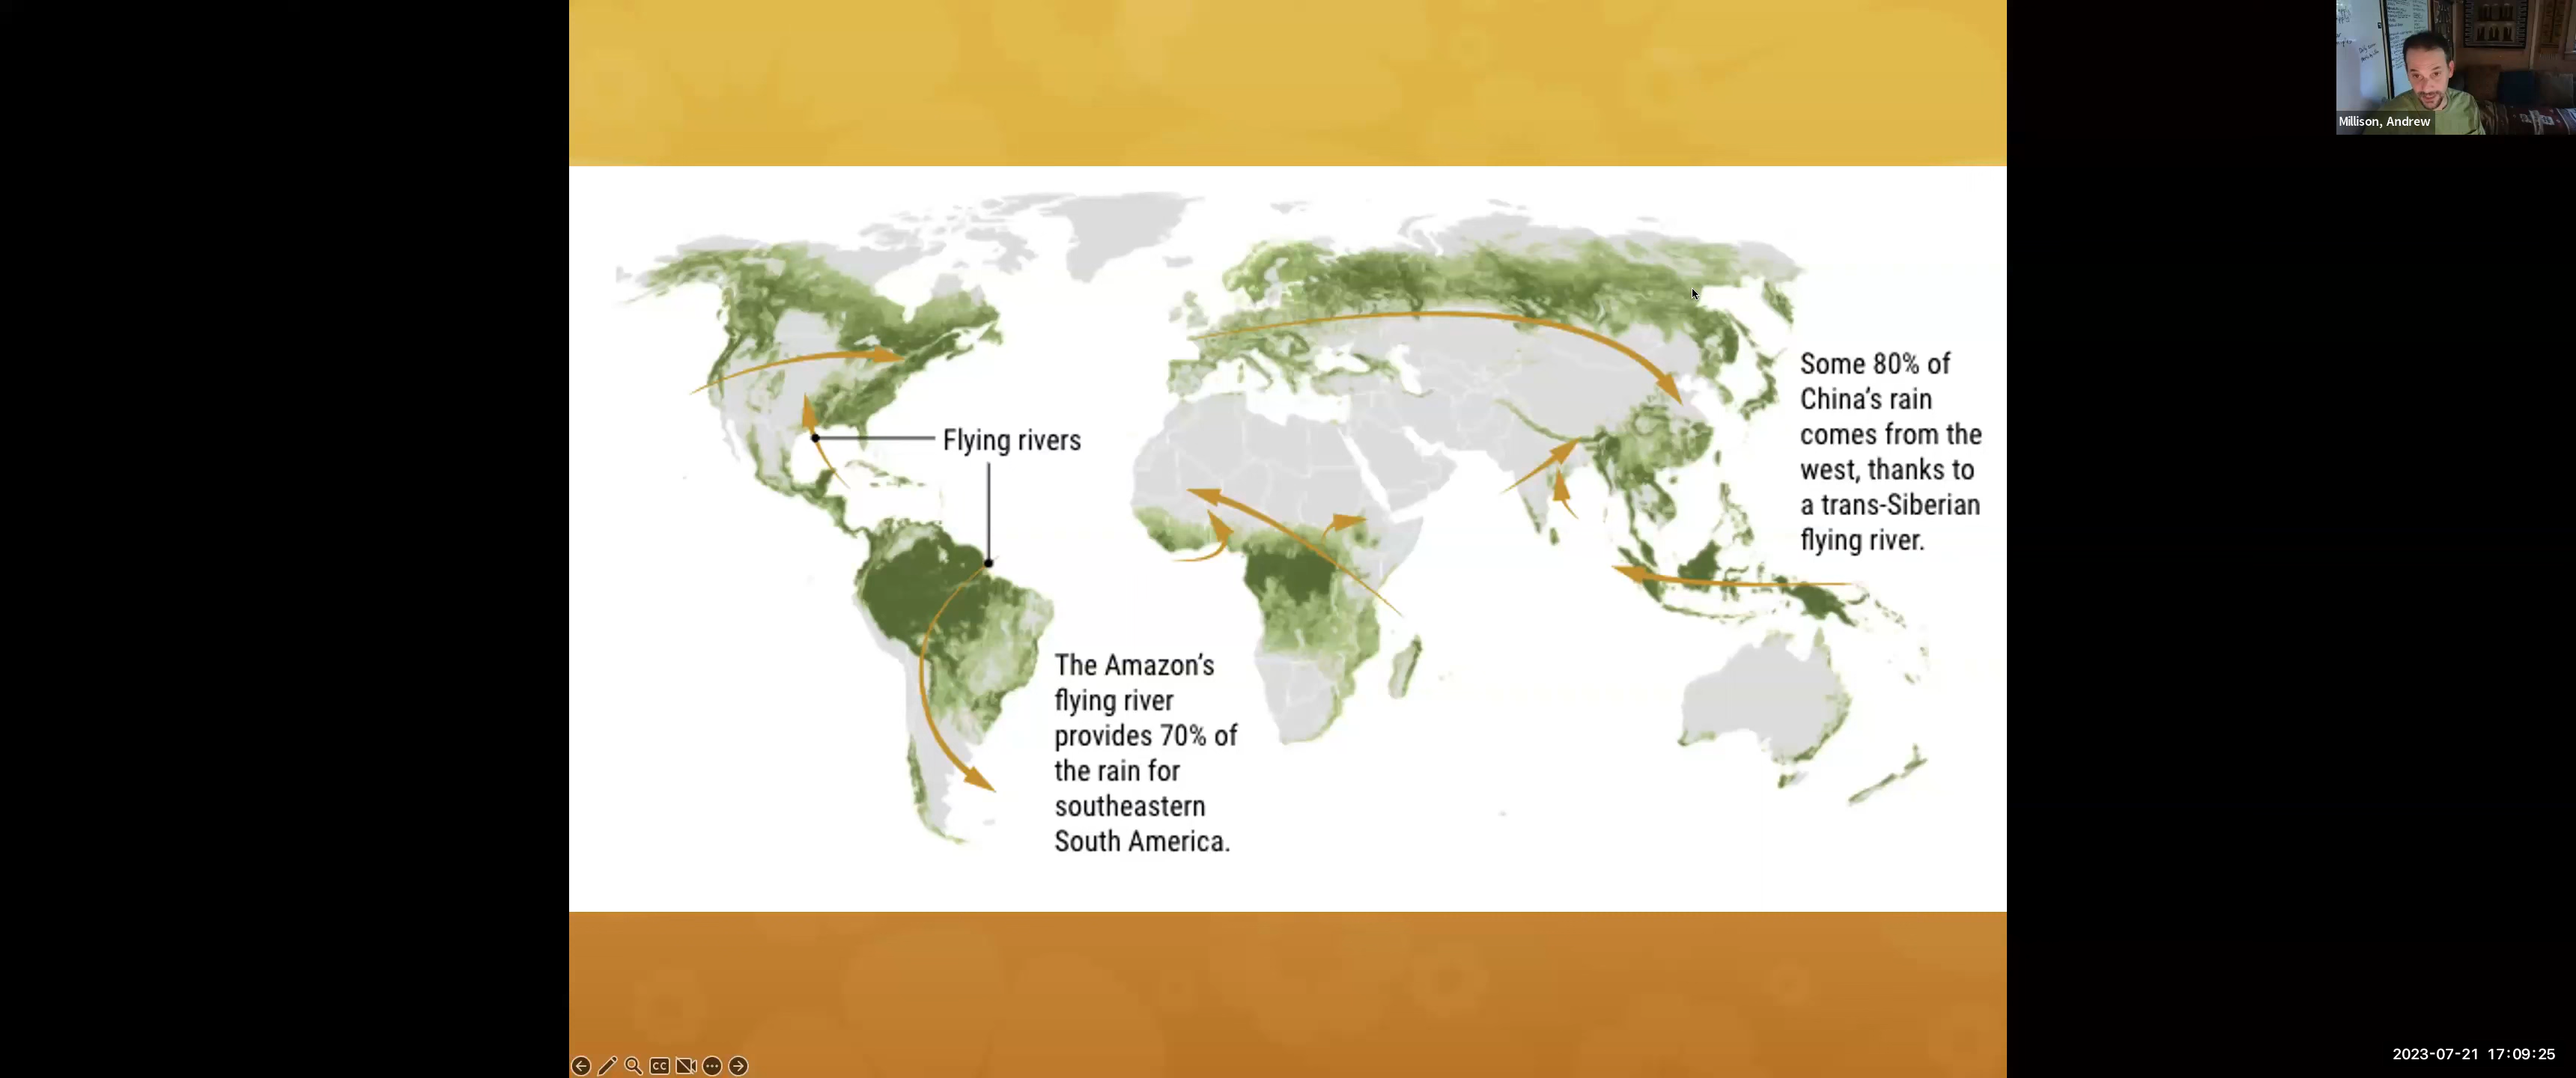 Millison, Andrew
Flying rivers
Some 80% of
China's rain
comes from the
west, thanks to
a trans-Siberian
flying river.
The Amazon's
flying river
provides 70% of
the rain for
southeastern
South America.
CC
2023-07-21 17:09:25